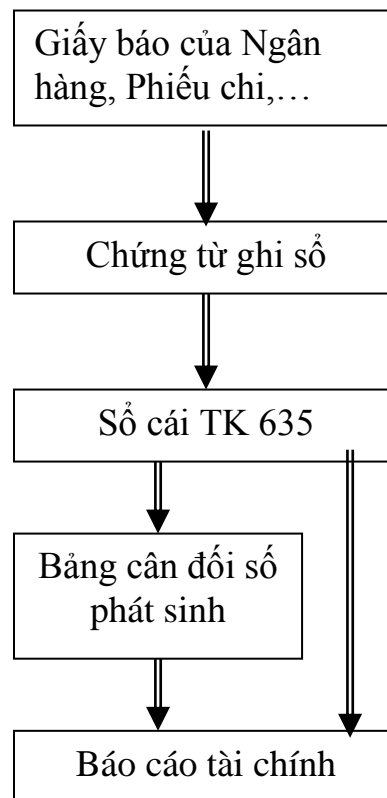 Giấy báo của Ngân
hàng, Phiếu chi,…
Chứng từ ghi sổ
Sổ cái TK 635
Bảng cân đối số
phát sinh
Báo cáo tài chính